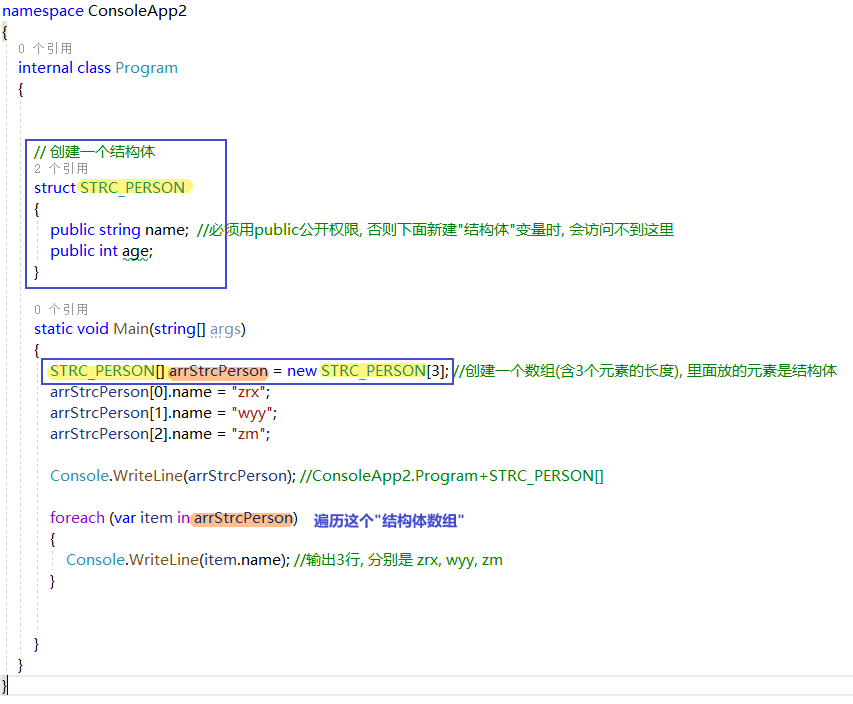 namespace ConsoleApp2
{
0 个引用
internal class Program
{
// 创建一个结构体
2 个引用
struct STRC_PERSON
{
public string name; //必须用public公开权限, 否则下面新建"结构体"变量时, 会访问不到这里
public int age;
}
0 个引用
static void Main(string[] args)
{
STRC_PERSON[] arrStrcPerson = new STRC_PERSON[3]; //创建一个数组(含3个元素的长度), 里面放的元素是结构体
arrStrcPerson[0].name = "zrx";
arrStrcPerson[1].name = "wyy";
arrStrcPerson[2].name = "zm";
Console.WriteLine(arrStrcPerson); //ConsoleApp2.Program+STRC_PERSON[]
foreach (var item in arrStrcPerson) 遍历这个"结构体数组"
{
Console.WriteLine(item.name); //输出3行, 分别是 zrx, wyy, zm
}
}
}
}